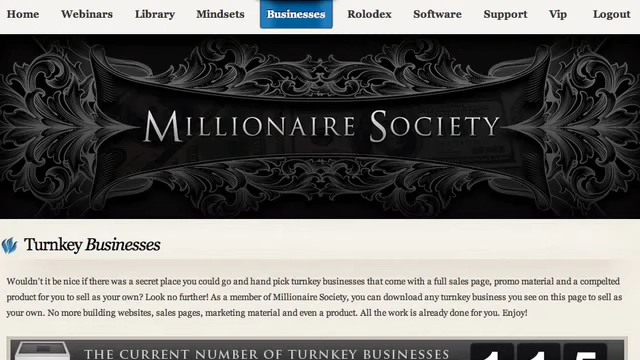 Home Webinars Library Mindsets Businesses Rolodex Software Support Vip Logout
MILLIONAIRE SOCIETY
Turnkey Businesses
Wouldn't it be nice if there was a secret place you could go and hand pick turnkey businesses that come with a full sales page, promo material and a compelted
product for you to sell as your own? Look no further! As a member of Millionaire Society, you can download any turnkey business you see on this page to sell as
your own. No more building websites, sales pages, marketing material and even a product. All the work is already done for you. Enjoy!
THE CURRENT NUMBER OF TURNKEY BUSINESSES 115